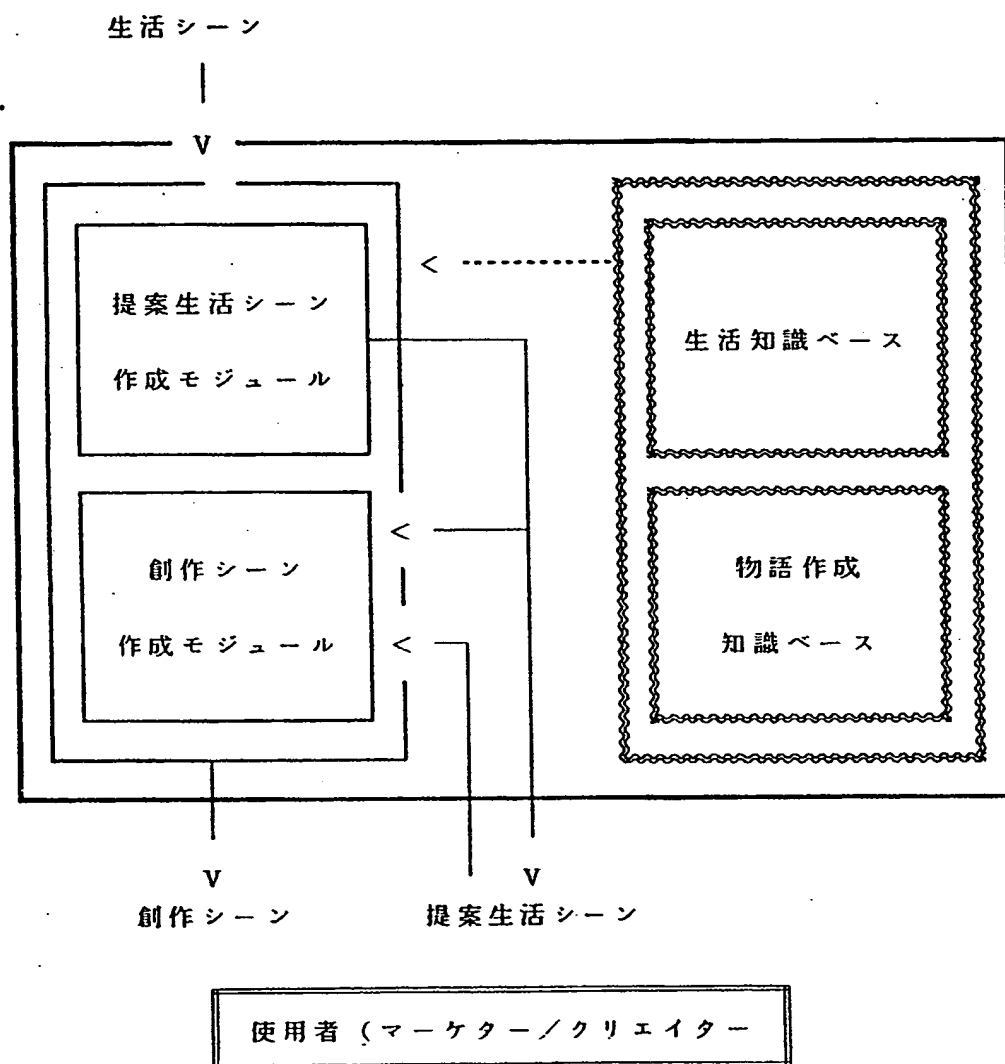 生活シーン
提案生活シーン
作成モジュール
生活知識ベース
創作シーン
作成モジュール
物語作成
知識ベース
創作シーン
提案生活シーン
使用者（マーケター／クリエイター